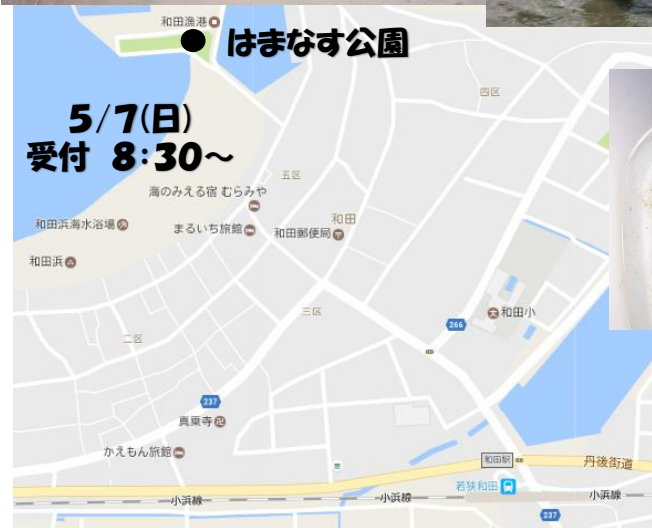 和田漁港
はまなす公園
5/7(日)
受付 8:30～
四区
五区
海のみえる宿 むらみや
和田
和田浜海水浴場
まるいち旅館
和田郵便局
和田浜
三区
和田小
266
二区
237
真乗寺
かえもん旅館
和田駅
丹後街道
若狭和田
小浜線
小浜線
小浜線
237